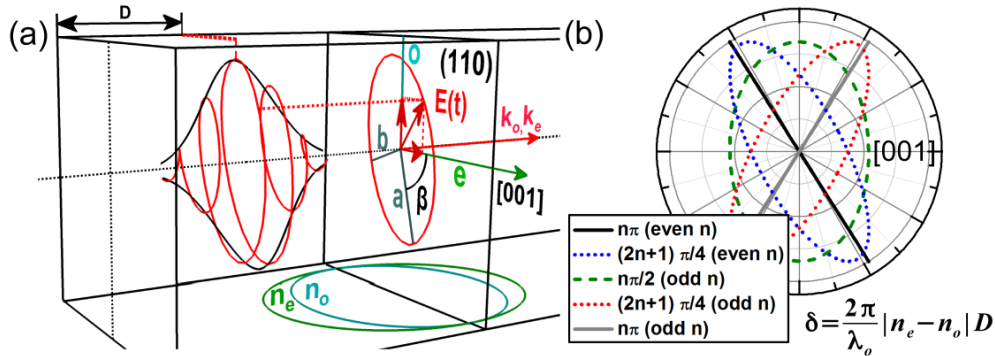 (a)
D
o
(110)
E(t)
k_o,k_e
b
a
β
e
[001]
n_e
n_o
(b)
[001]
nπ (even n)
(2n+1) π/4 (even n)
nπ/2 (odd n)
(2n+1) π/4 (odd n)
nπ (odd n)
δ=2π/λ_o |n_e−n_o| D